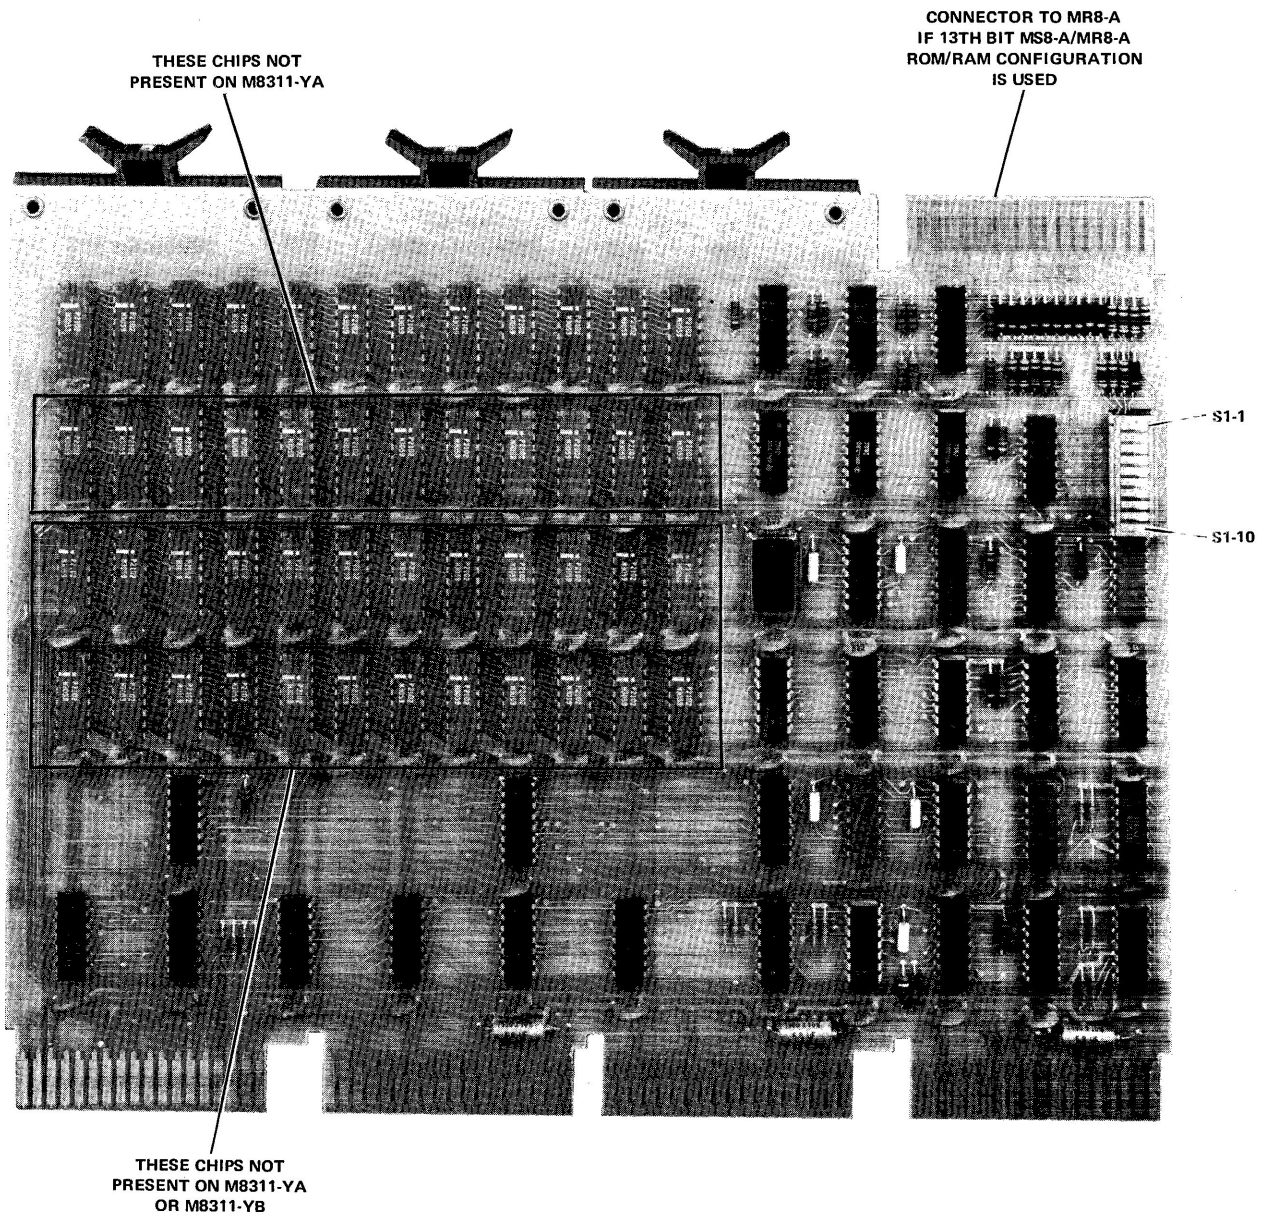 CONNECTOR TO MR8-A
IF 13TH BIT MS8-A/MR8-A
ROM/RAM CONFIGURATION
IS USED
THESE CHIPS NOT
PRESENT ON M8311-YA
S1-1
S1-10
THESE CHIPS NOT
PRESENT ON M8311-YA
OR M8311-YB